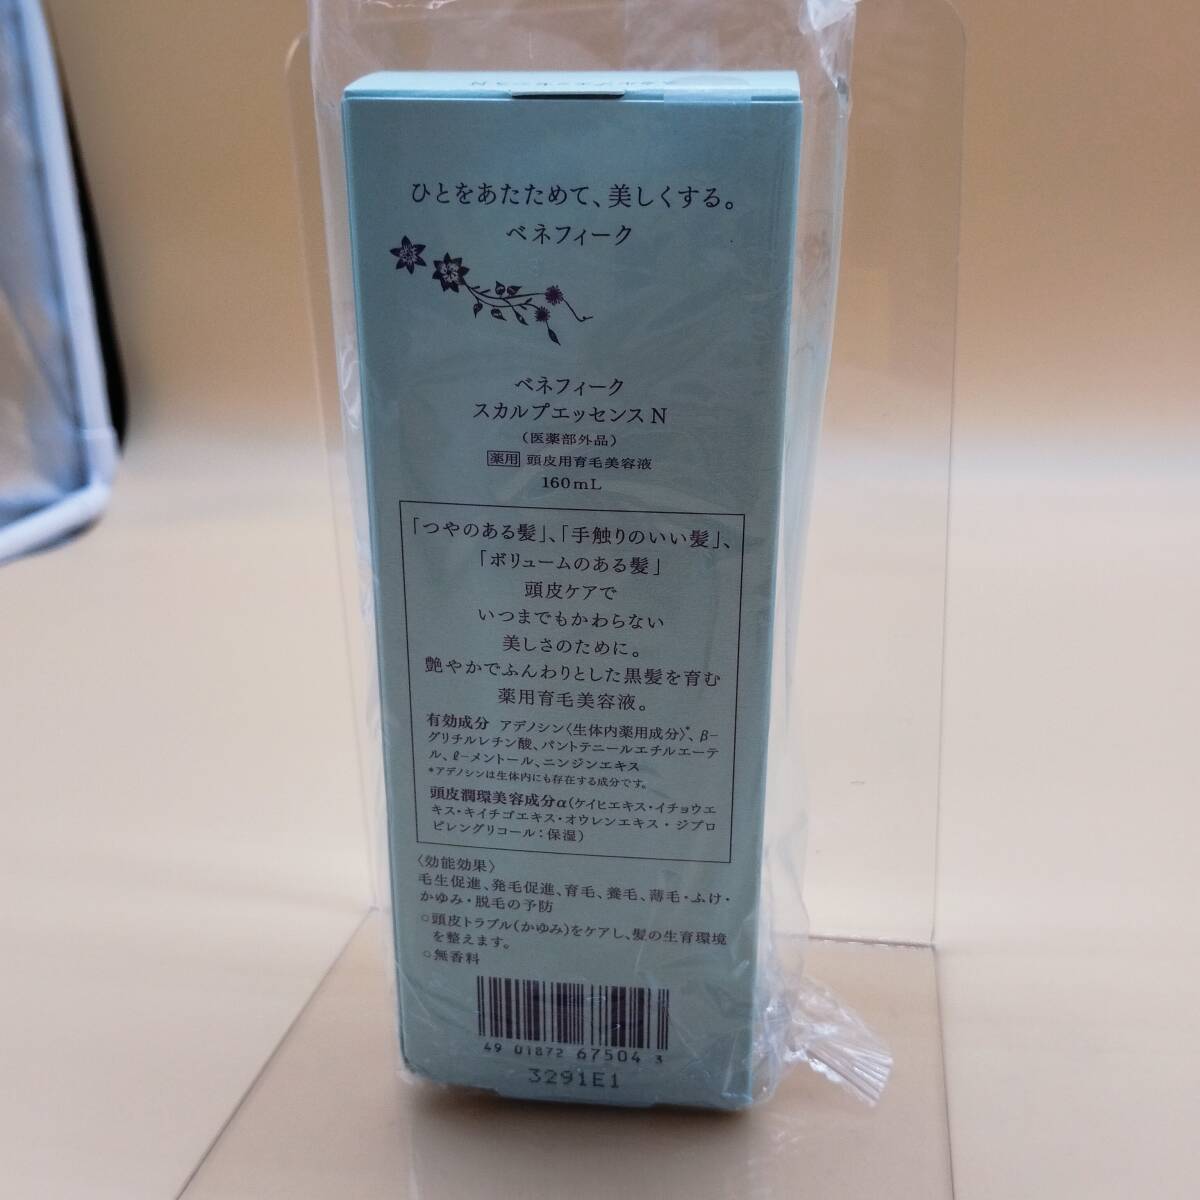 ひとをあたためて、美しくする。
ベネフィーク
ベネフィーク
スカルプエッセンス N
（医薬部外品）
薬用 頭皮用育毛美容液
160mL
「つやのある髪」、「手触りのいい髪」、
「ボリュームのある髪」
頭皮ケアで
いつまでもかわらない
美しさのために。
艶やかでふんわりとした黒髪を育む
薬用育毛美容液。
有効成分 アデノシン〈生体内薬用成分〉*、β-
グリチルレチン酸、パントテニールエチルエーテ
ル、ℓ-メントール、ニンジンエキス
*アデノシンは生体内にも存在する成分です。
頭皮潤環美容成分α（ケイヒエキス・イチョウエ
キス・キイチゴエキス・オウレンエキス・ジプロ
ピレングリコール：保湿）
〈効能効果〉
毛生促進、発毛促進、育毛、養毛、薄毛・ふけ・
かゆみ・脱毛の予防
○頭皮トラブル（かゆみ）をケアし、髪の生育環境
を整えます。
○無香料
49 01872 67504 3
3291E1